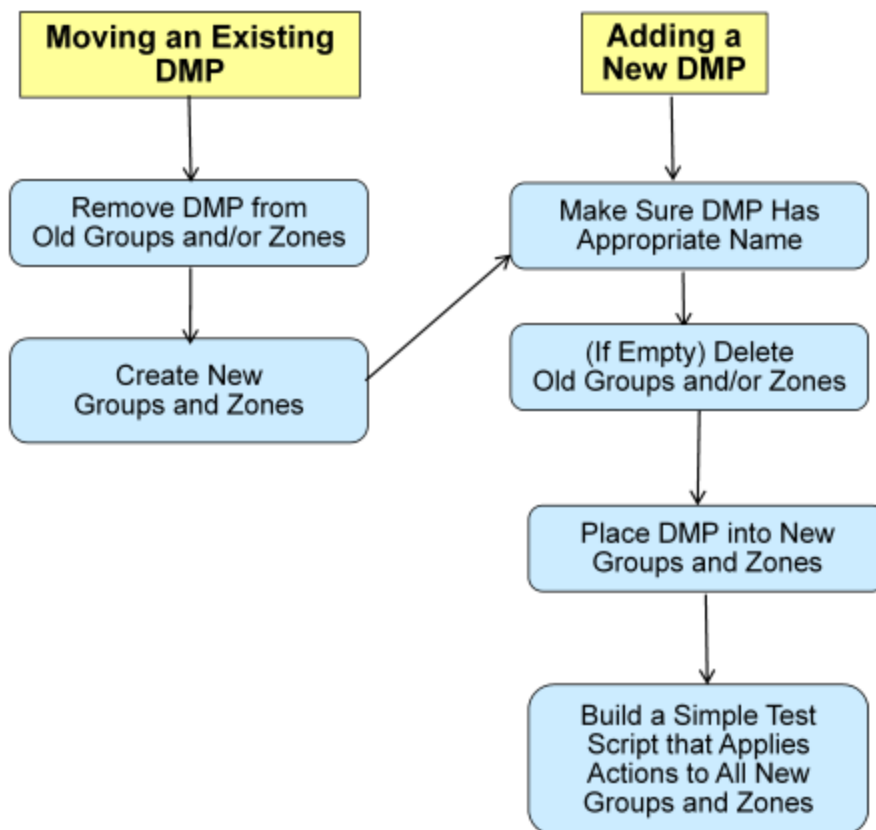 Moving an Existing
DMP
Remove DMP from
Old Groups and/or Zones
Create New
Groups and Zones
Adding a
New DMP
Make Sure DMP Has
Appropriate Name
(If Empty) Delete
Old Groups and/or Zones
Place DMP into New
Groups and Zones
Build a Simple Test
Script that Applies
Actions to All New
Groups and Zones